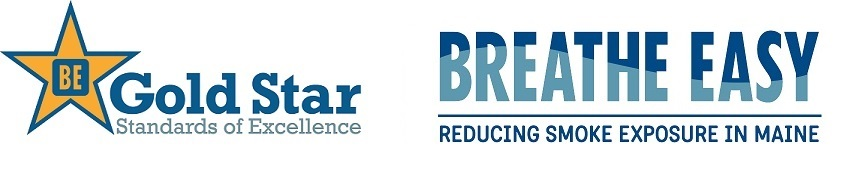 BE
Gold Star
Standards of Excellence
BREATHE EASY
REDUCING SMOKE EXPOSURE IN MAINE